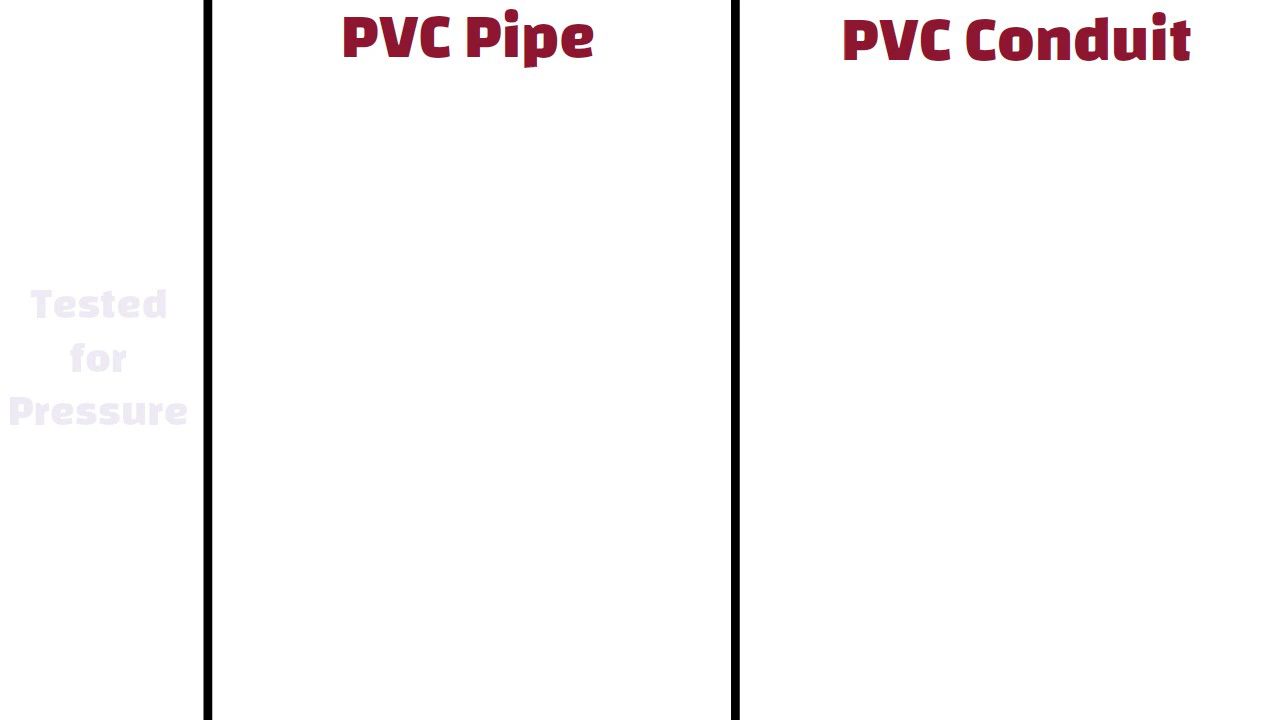 PVC Pipe
PVC Conduit
Tested
for
Pressure